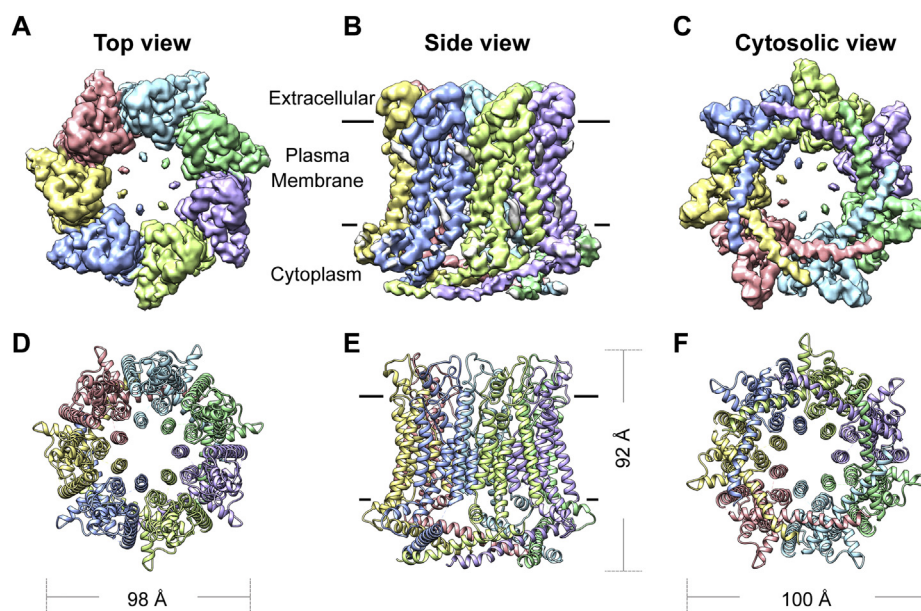 A
Top view
B
Side view
C
Cytosolic view
Extracellular
Plasma
Membrane
Cytoplasm
D
E
F
92 Å
98 Å
100 Å